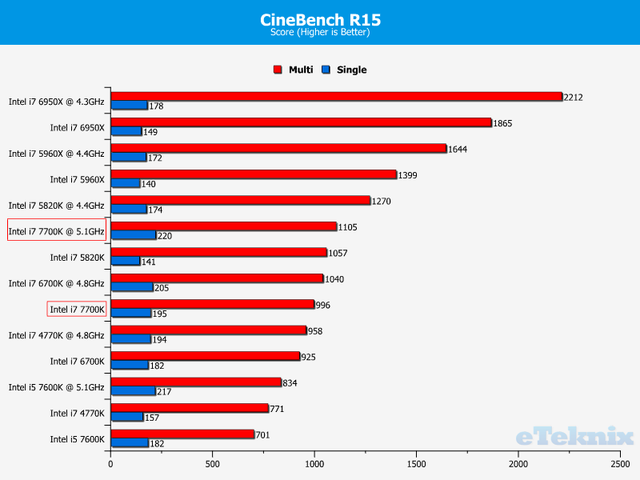 CineBench R15
Score (Higher is Better)
Multi Single
Intel i7 6950X @ 4.3GHz 2212
178
Intel i7 6950X 1865
149
Intel i7 5960X @ 4.4GHz 1644
172
Intel i7 5960X 1399
140
Intel i7 5820K @ 4.4GHz 1270
174
Intel i7 7700K @ 5.1GHz 1105
220
Intel i7 5820K 1057
141
Intel i7 6700K @ 4.8GHz 1040
205
Intel i7 7700K 996
195
Intel i7 4770K @ 4.8GHz 958
194
Intel i7 6700K 925
182
Intel i5 7600K @ 5.1GHz 834
217
Intel i7 4770K 771
157
Intel i5 7600K 701
182
eTeknix
0 500 1000 1500 2000 2500